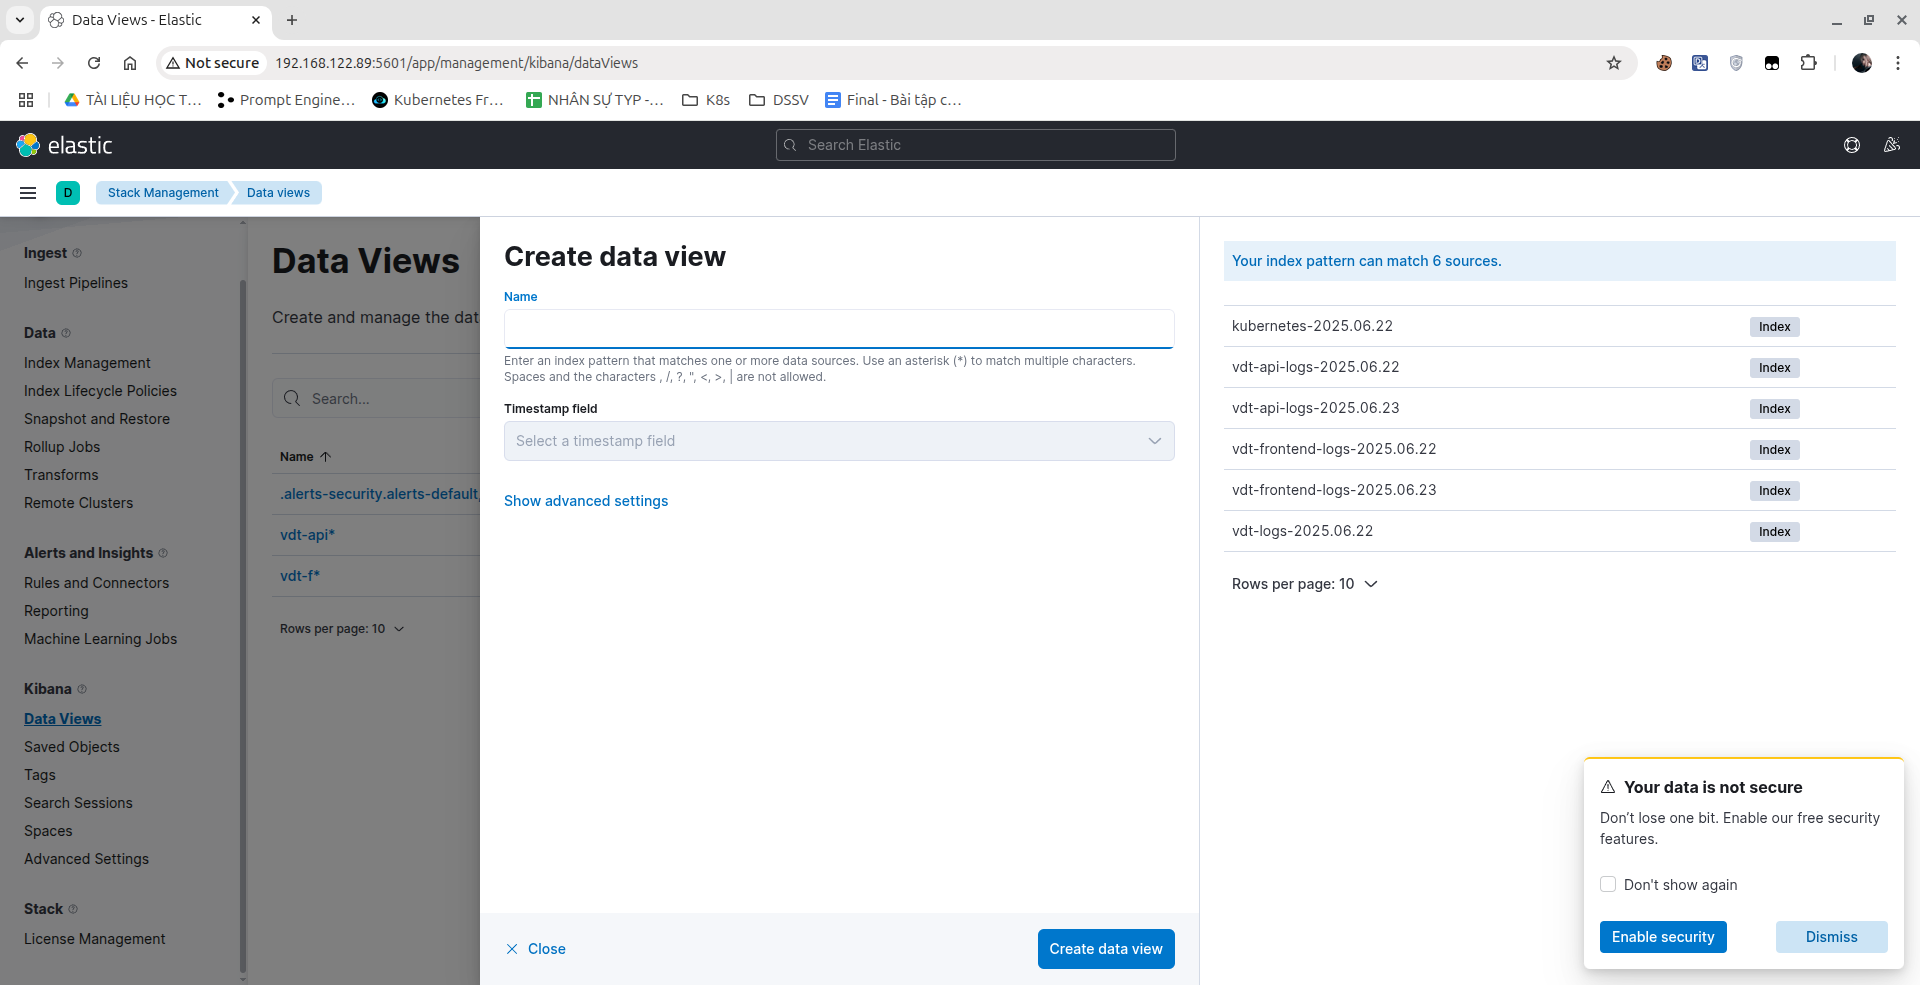 Data Views - Elastic
Not secure
192.168.122.89:5601/app/management/kibana/dataViews
TÀI LIỆU HỌC T...
Prompt Engine...
Kubernetes Fr...
NHÂN SỰ TYP -...
K8s
DSSV
Final - Bài tập c...
elastic
Search Elastic
D
Stack Management
Data views
Ingest
Ingest Pipelines
Data
Index Management
Index Lifecycle Policies
Snapshot and Restore
Rollup Jobs
Transforms
Remote Clusters
Alerts and Insights
Rules and Connectors
Reporting
Machine Learning Jobs
Kibana
Data Views
Saved Objects
Tags
Search Sessions
Spaces
Advanced Settings
Stack
License Management
Data Views
Create and manage the dat
Search...
Name
.alerts-security.alerts-default,
vdt-api*
vdt-f*
Rows per page: 10
Create data view
Name
Enter an index pattern that matches one or more data sources. Use an asterisk (*) to match multiple characters.
Spaces and the characters , /, ?, ", <, >, | are not allowed.
Timestamp field
Select a timestamp field
Show advanced settings
Close
Create data view
Your index pattern can match 6 sources.
kubernetes-2025.06.22 Index
vdt-api-logs-2025.06.22 Index
vdt-api-logs-2025.06.23 Index
vdt-frontend-logs-2025.06.22 Index
vdt-frontend-logs-2025.06.23 Index
vdt-logs-2025.06.22 Index
Rows per page: 10
Your data is not secure
Don’t lose one bit. Enable our free security
features.
Don't show again
Enable security
Dismiss